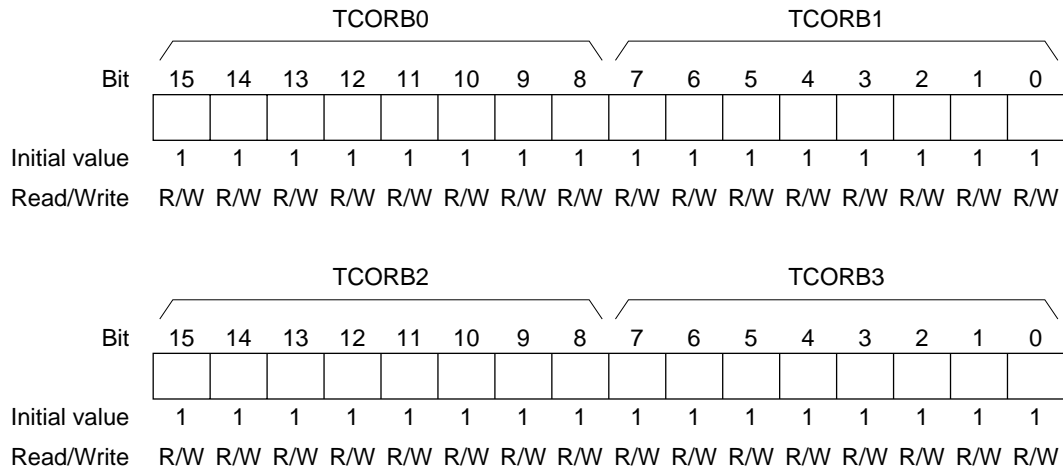 TCORB0 TCORB1
Bit 15 14 13 12 11 10 9 8 7 6 5 4 3 2 1 0
Initial value 1 1 1 1 1 1 1 1 1 1 1 1 1 1 1 1
Read/Write R/W R/W R/W R/W R/W R/W R/W R/W R/W R/W R/W R/W R/W R/W R/W R/W
TCORB2 TCORB3
Bit 15 14 13 12 11 10 9 8 7 6 5 4 3 2 1 0
Initial value 1 1 1 1 1 1 1 1 1 1 1 1 1 1 1 1
Read/Write R/W R/W R/W R/W R/W R/W R/W R/W R/W R/W R/W R/W R/W R/W R/W R/W